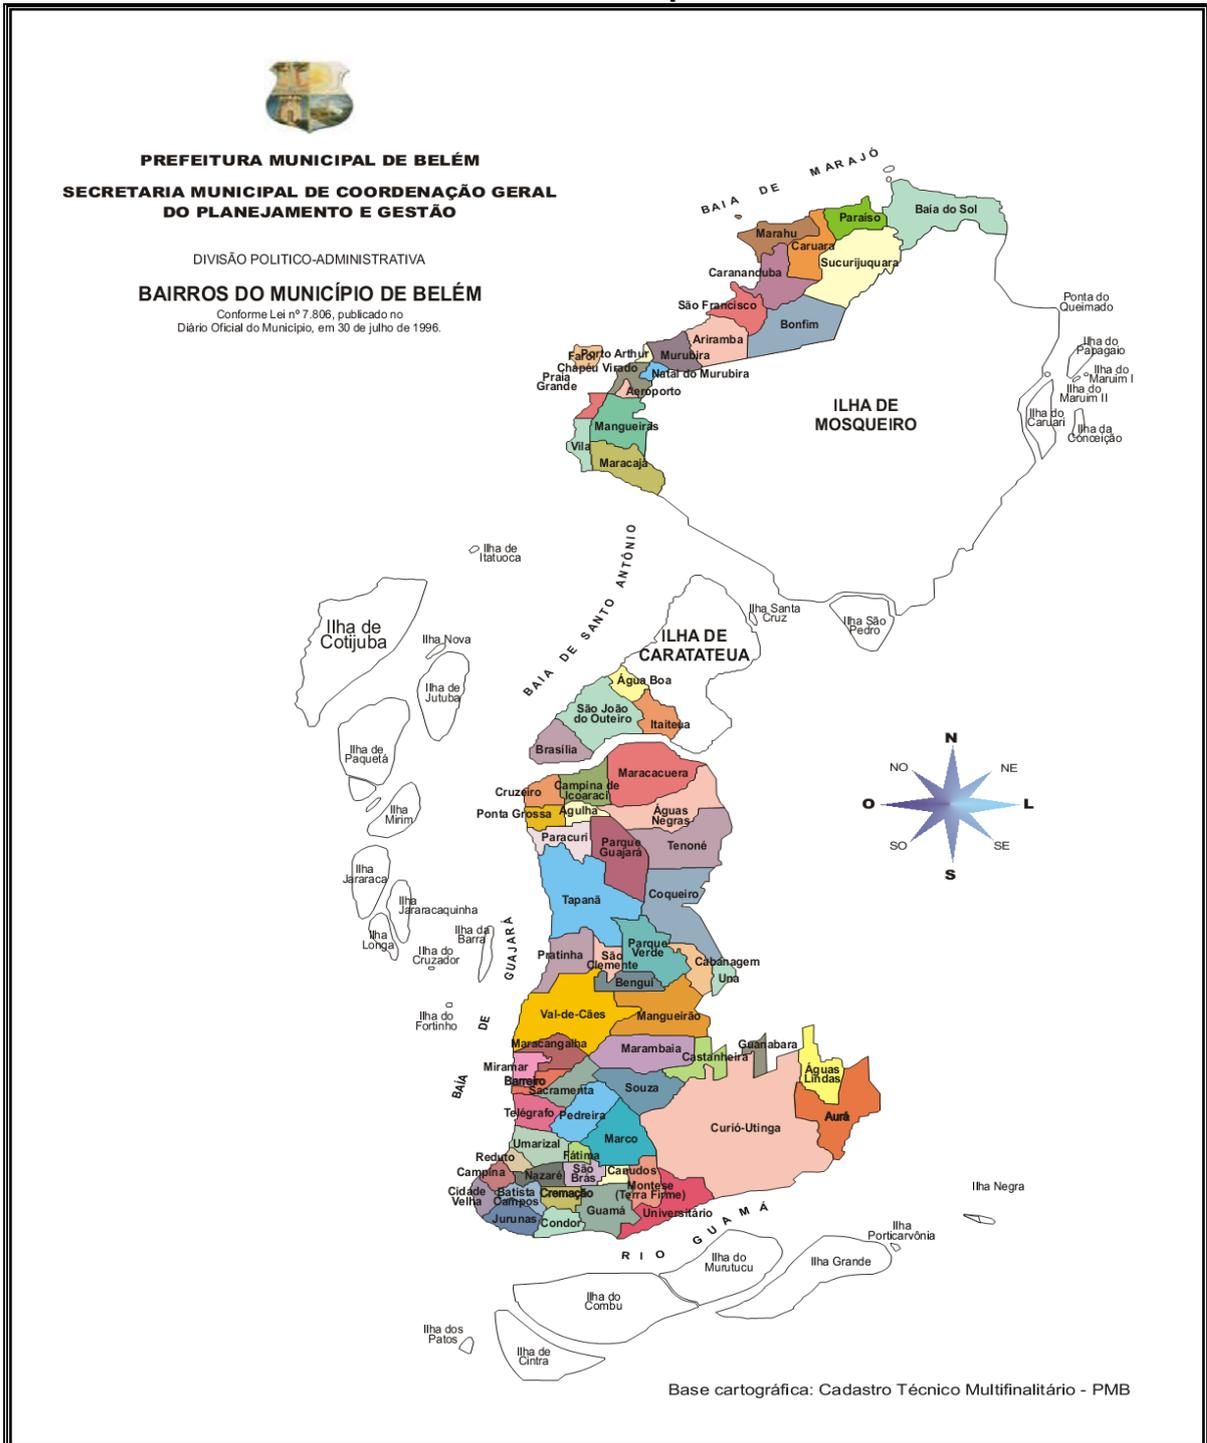 PREFEITURA MUNICIPAL DE BELÉM
SECRETARIA MUNICIPAL DE COORDENAÇÃO GERAL
DO PLANEJAMENTO E GESTÃO
DIVISÃO POLITICO-ADMINISTRATIVA
BAIRROS DO MUNICÍPIO DE BELÉM
Conforme Lei nº 7.806, publicado no
Diário Oficial do Município, em 30 de julho de 1996.
BAIA DE MARAJÓ
Baía do Sol
Paraíso
Marahu
Caruara
Sucurijuquara
Carananduba
São Francisco
Bonfim
Ariramba
Murubira
Porto Arthur
Farol
Chapéu Virado
Natal do Murubira
Praia
Grande
Aeroporto
Mangueiras
Vila
Maracajá
ILHA DE
MOSQUEIRO
Ponta do
Queimado
Ilha do
Papagaio
Ilha do
Maruim I
Ilha do
Maruim II
Ilha do
Caruari
Ilha da
Conceição
BAIA DE SANTO ANTÔNIO
Ilha de
Itatuoca
Ilha de
Cotijuba
Ilha Nova
Ilha de
Jutuba
Ilha Santa
Cruz
Ilha São
Pedro
ILHA DE
CARATATEUA
Água Boa
São João
do Outeiro
Itaiteua
Brasília
Ilha de
Paquetá
Ilha
Mirim
N
NO
NE
O
L
SO
SE
S
Maracacuera
Cruzeiro
Campina de
Icoaraci
Ponta Grossa
Agulha
Águas
Negras
Paracuri
Parque
Guajará
Tenoné
Coqueiro
Tapanã
Ilha
Jararaca
Ilha
Jararacaquinha
Ilha
Longa
Ilha do
Cruzador
Ilha da
Barra
Ilha do
Fortinho
BAÍA DE GUAJARÁ
Pratinha
São
Clemente
Parque
Verde
Cabanagem
Una
Bengui
Val-de-Cães
Mangueirão
Maracangalha
Marambaia
Castanheira
Guanabara
Águas
Lindas
Aurá
Miramar
Barreiro
Sacramenta
Souza
Telégrafo
Pedreira
Marco
Curió-Utinga
Umarizal
Fátima
Reduto
Campina
Nazaré
São
Brás
Canudos
Cidade
Velha
Batista
Campos
Cremação
Montese
(Terra Firme)
Jurunas
Condor
Guamá
Universitário
RIO GUAMÁ
Ilha Negra
Ilha
Porticarvônia
Ilha do
Murutucu
Ilha Grande
Ilha do
Combu
Ilha dos
Patos
Ilha de
Cintra
Base cartográfica: Cadastro Técnico Multifinalitário - PMB